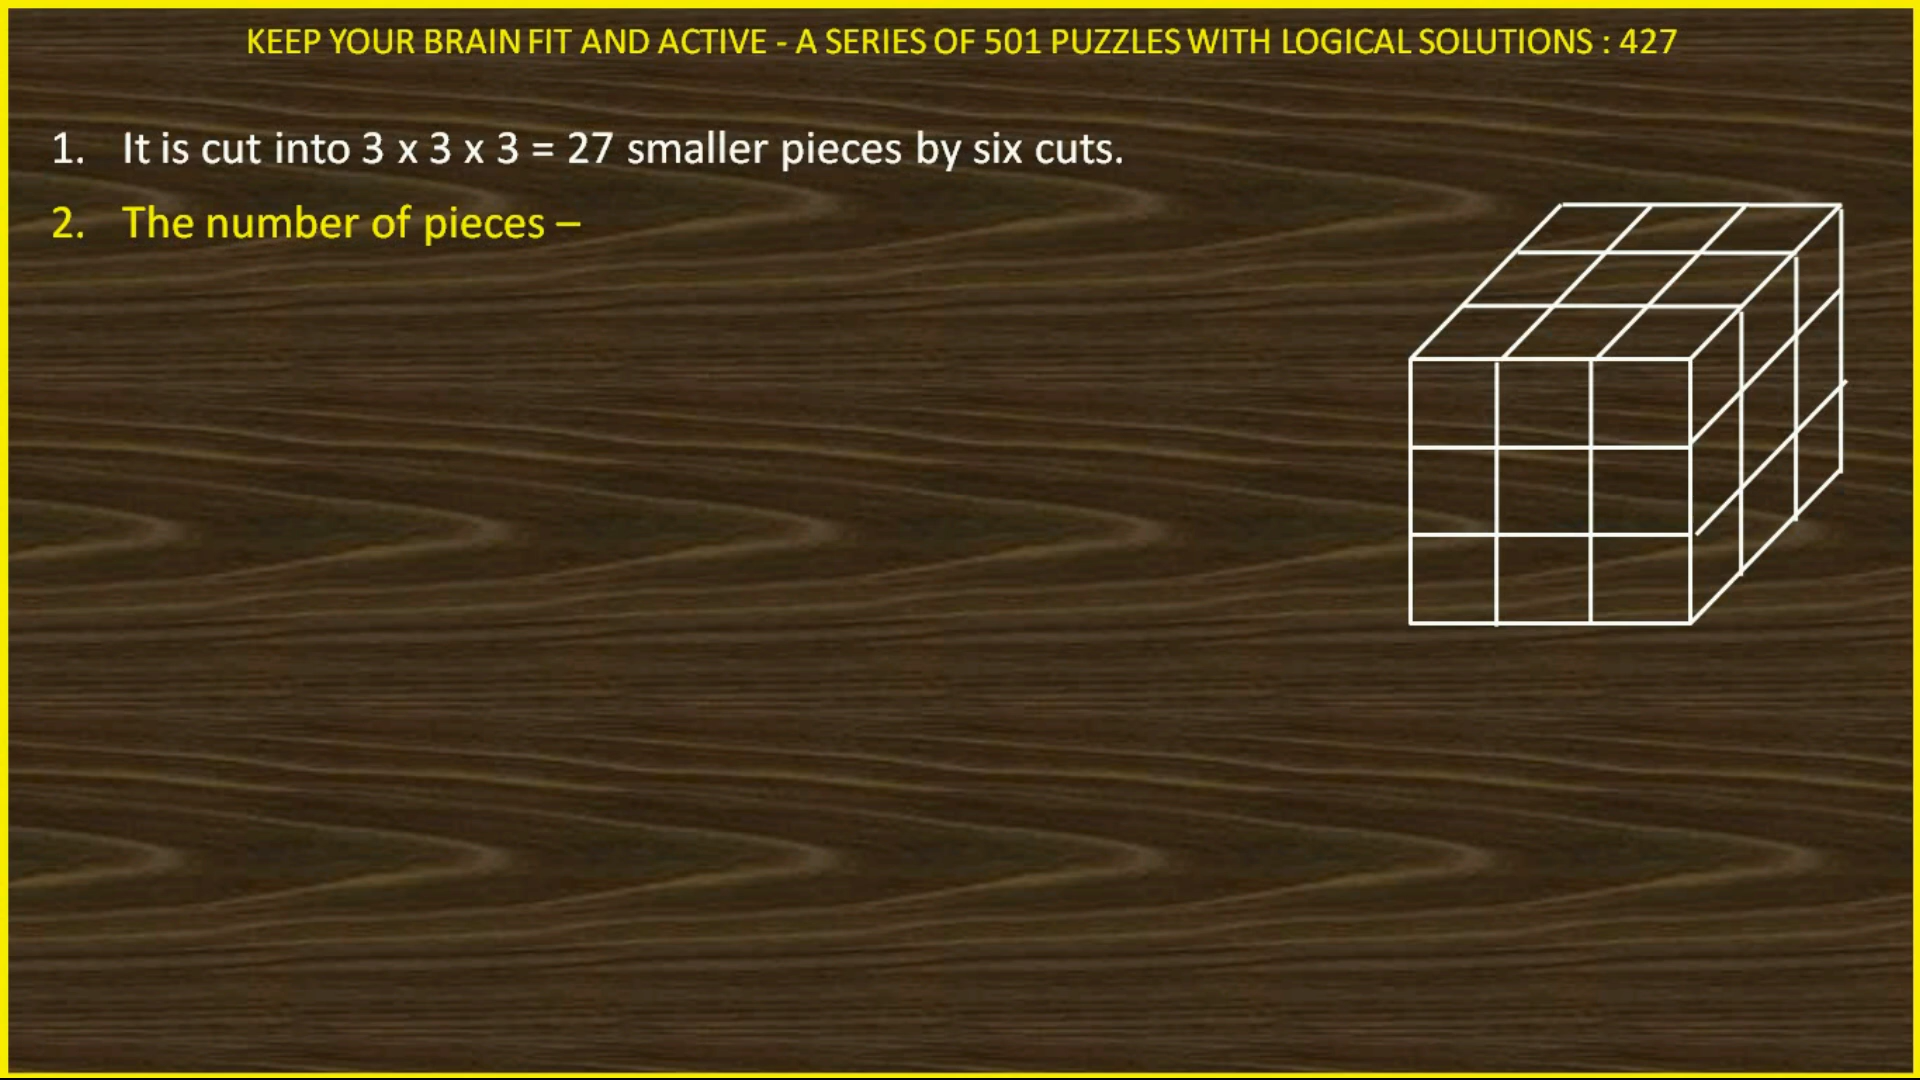 KEEP YOUR BRAIN FIT AND ACTIVE - A SERIES OF 501 PUZZLES WITH LOGICAL SOLUTIONS : 427
1. It is cut into 3 x 3 x 3 = 27 smaller pieces by six cuts.
2. The number of pieces –